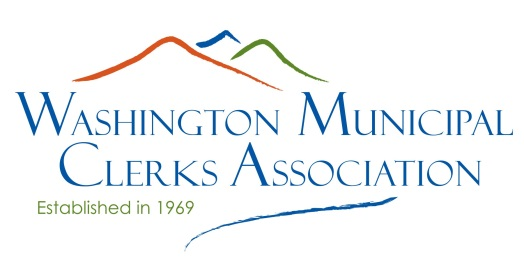 Washington Municipal
Clerks Association
Established in 1969